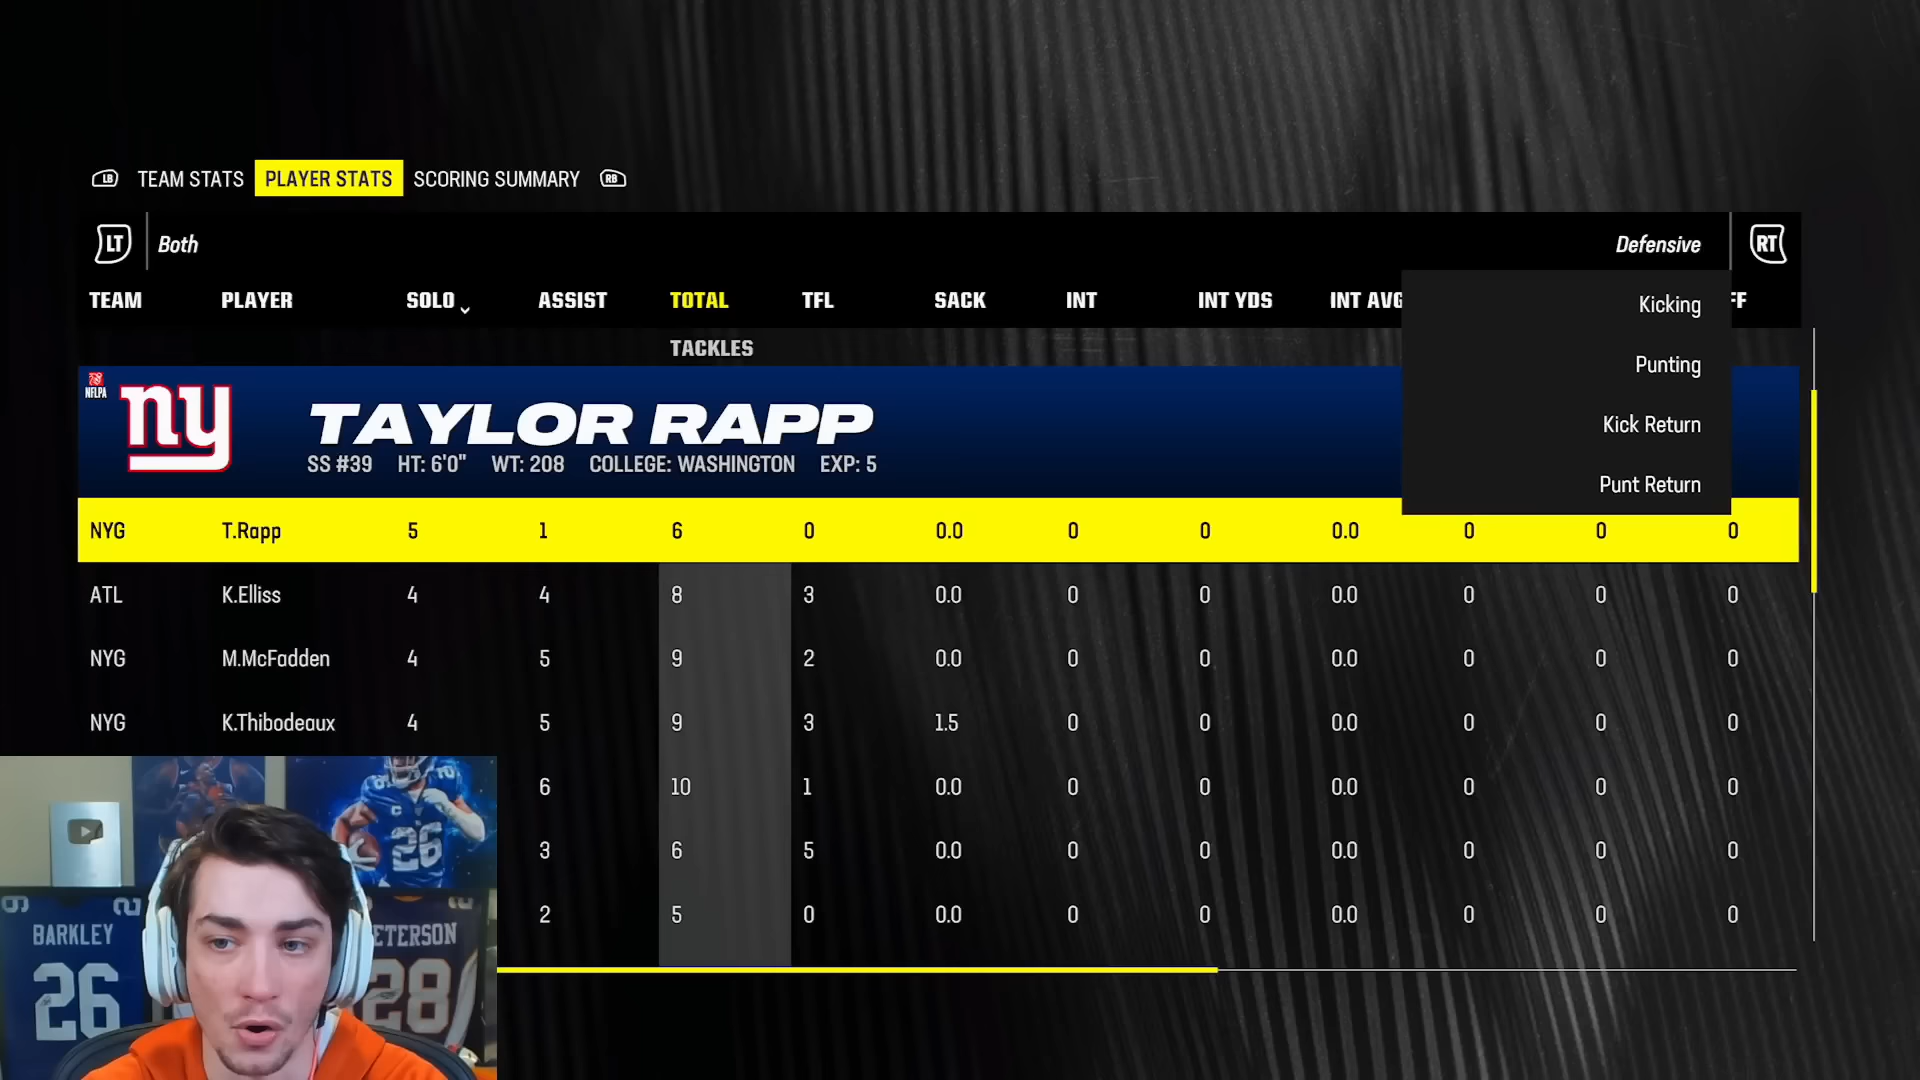 LB TEAM STATS PLAYER STATS SCORING SUMMARY RB
LT Both Defensive RT
TEAM PLAYER SOLO ASSIST TOTAL TFL SACK INT INT YDS INT AVG FF
TACKLES
Kicking
Punting
Kick Return
Punt Return
NFLPA
ny
TAYLOR RAPP
SS #39 HT: 6'0" WT: 208 COLLEGE: WASHINGTON EXP: 5
NYG T.Rapp 5 1 6 0 0.0 0 0 0.0 0 0 0
ATL K.Elliss 4 4 8 3 0.0 0 0 0.0 0 0 0
NYG M.McFadden 4 5 9 2 0.0 0 0 0.0 0 0 0
NYG K.Thibodeaux 4 5 9 3 1.5 0 0 0.0 0 0 0
6 10 1 0.0 0 0 0.0 0 0 0
3 6 5 0.0 0 0 0.0 0 0 0
2 5 0 0.0 0 0 0.0 0 0 0
26
C
BARKLEY
26
ETERSON
28